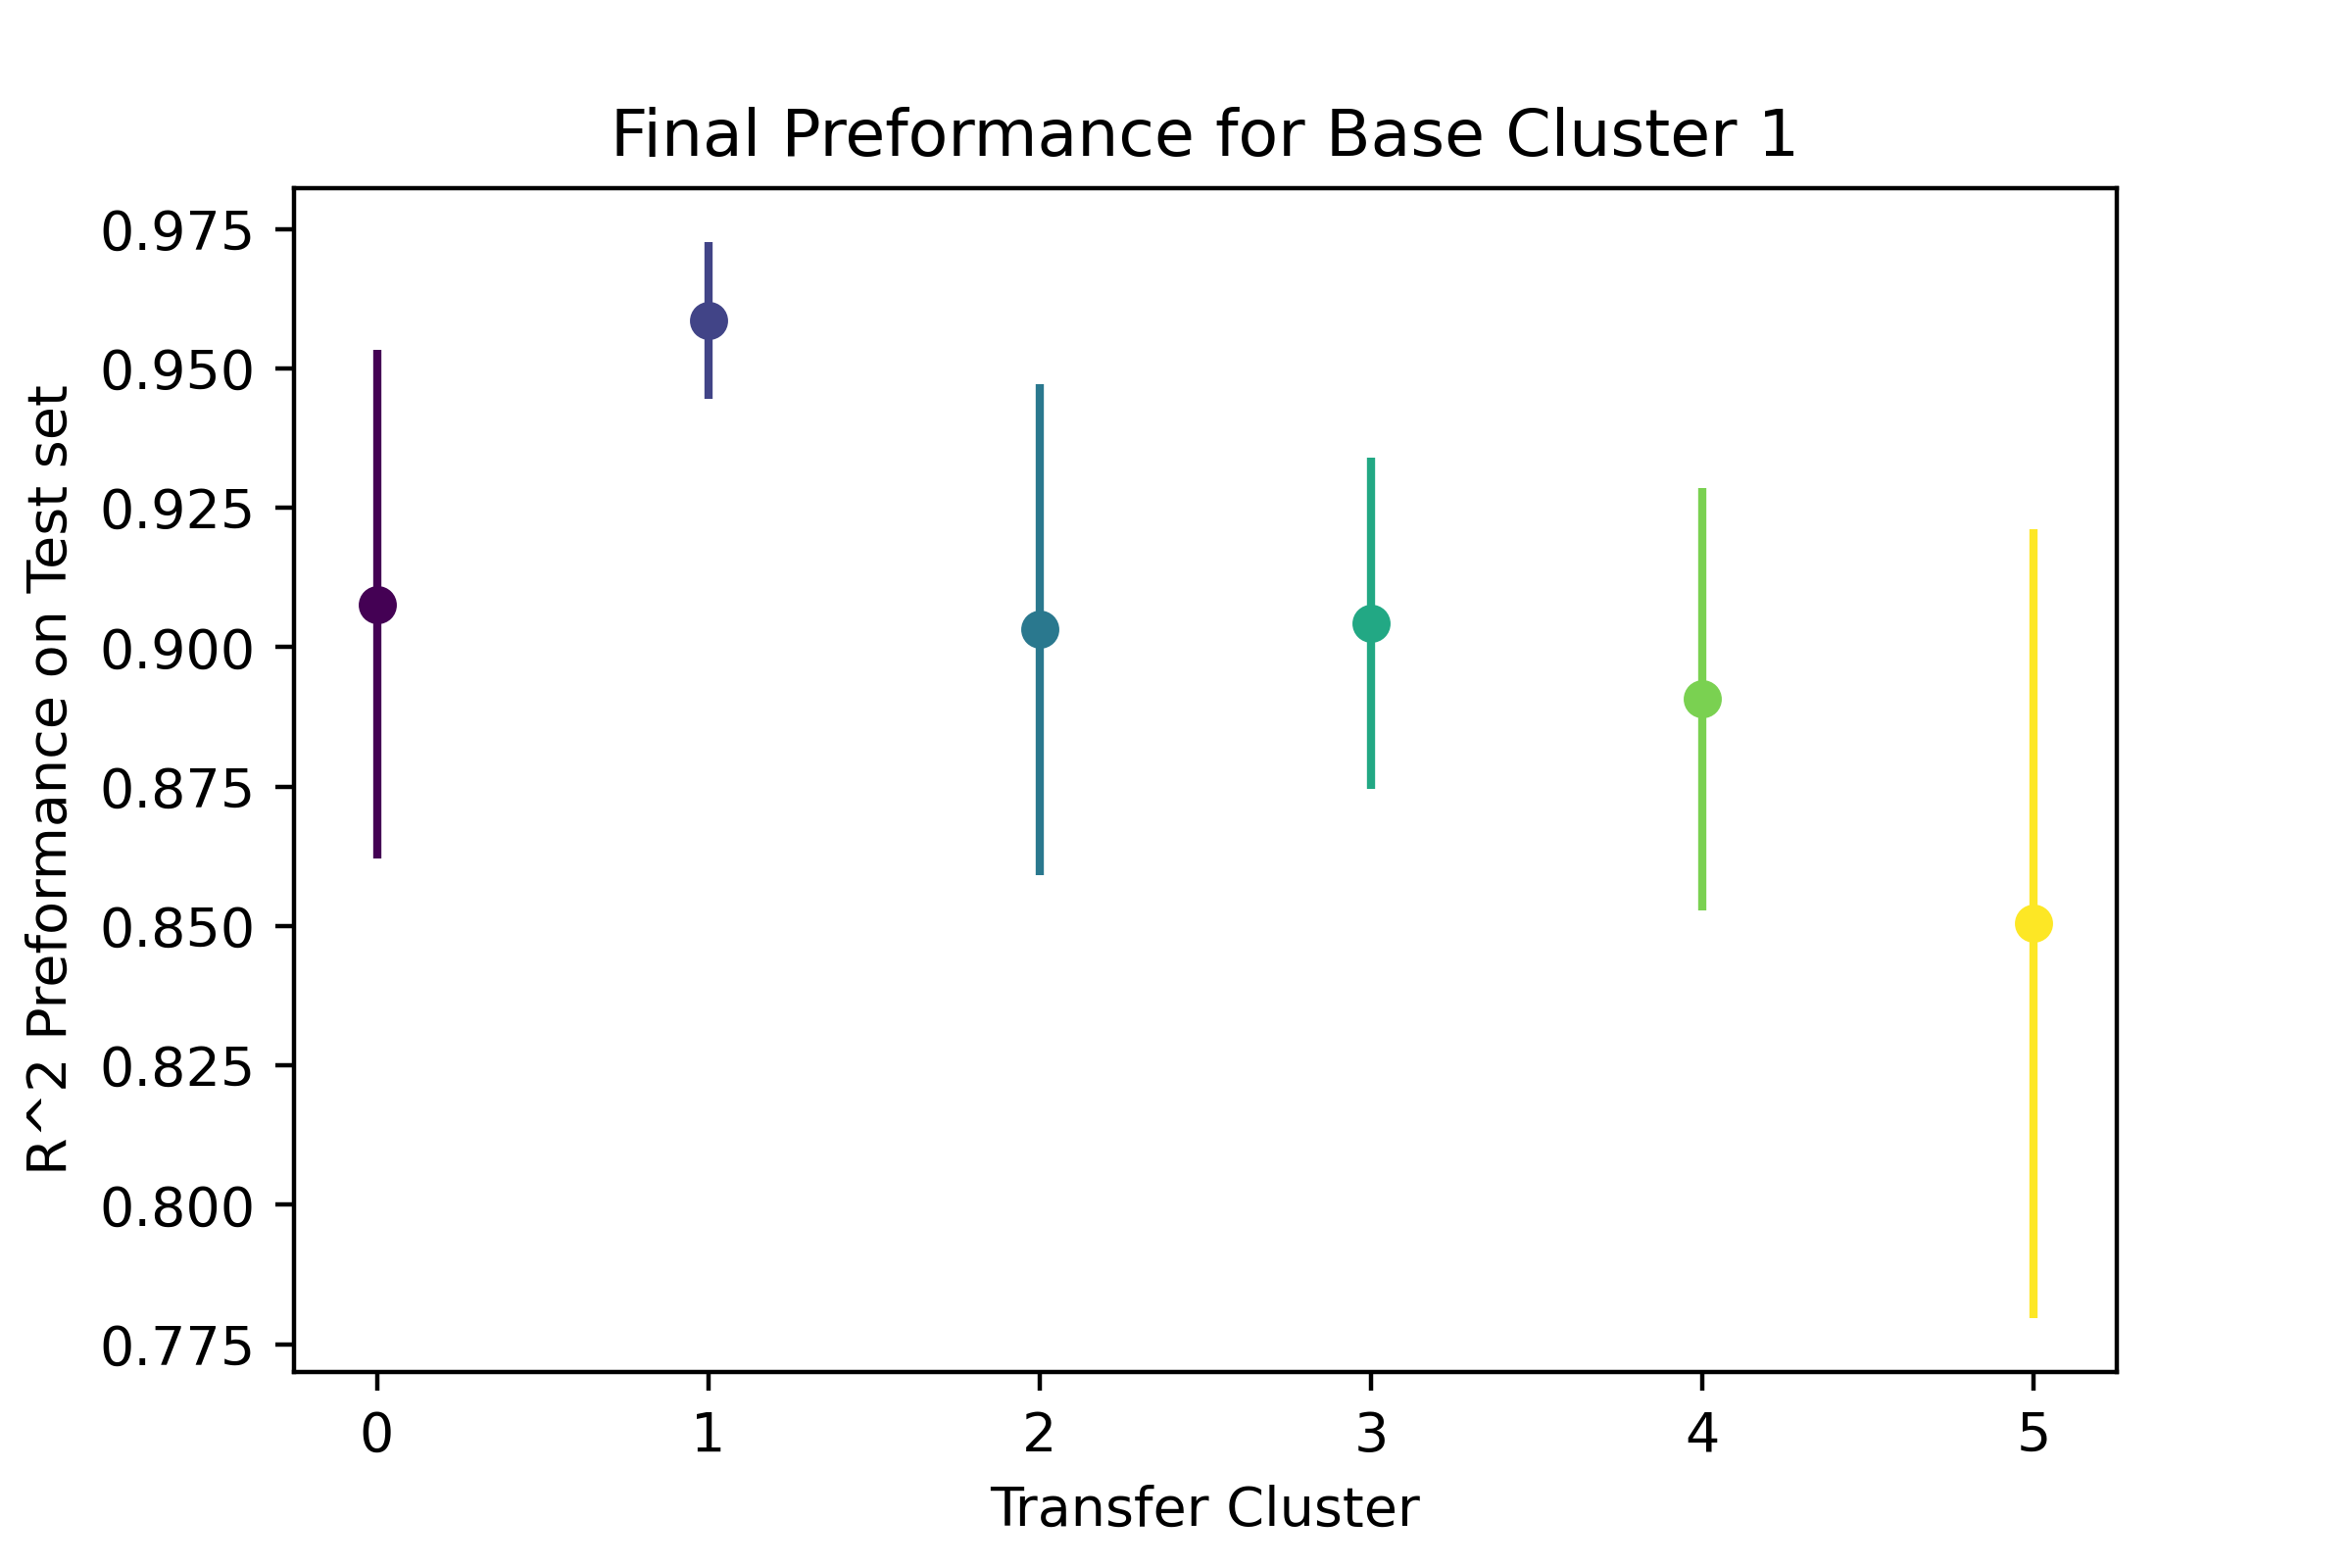 Final Preformance for Base Cluster 1
R^2 Preformance on Test set
0.975
0.950
0.925
0.900
0.875
0.850
0.825
0.800
0.775
0 1 2 3 4 5
Transfer Cluster